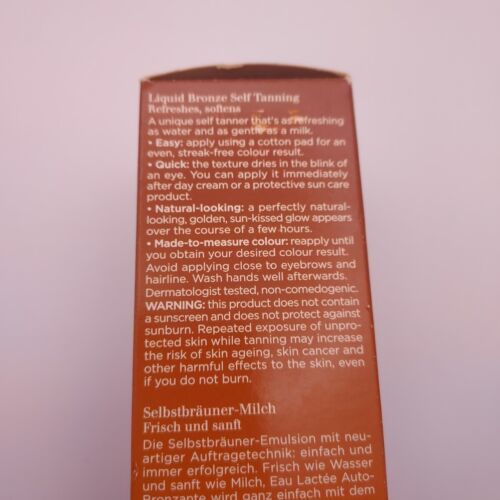 Liquid Bronze Self Tanning
Refreshes, softens
A unique self tanner that's as refreshing
as water and as gentle as a milk.
• Easy: apply using a cotton pad for an
even, streak-free colour result.
• Quick: the texture dries in the blink of
an eye. You can apply it immediately
after day cream or a protective sun care
product.
• Natural-looking: a perfectly natural-
looking, golden, sun-kissed glow appears
over the course of a few hours.
• Made-to-measure colour: reapply until
you obtain your desired colour result.
Avoid applying close to eyebrows and
hairline. Wash hands well afterwards.
Dermatologist tested, non-comedogenic.
WARNING: this product does not contain
a sunscreen and does not protect against
sunburn. Repeated exposure of unpro-
tected skin while tanning may increase
the risk of skin ageing, skin cancer and
other harmful effects to the skin, even
if you do not burn.
Selbstbräuner-Milch
Frisch und sanft
Die Selbstbräuner-Emulsion mit neu-
artiger Auftragetechnik: einfach und
immer erfolgreich. Frisch wie Wasser
und sanft wie Milch, Eau Lactée Auto-
Bronzante wird ganz einfach mit dem